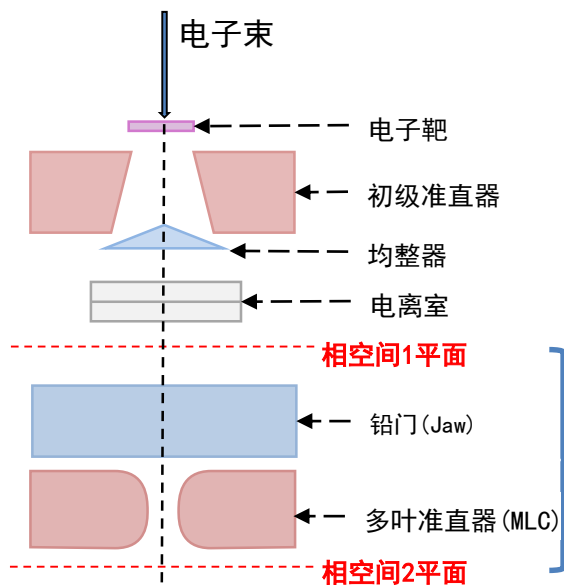 电子束
电子靶
初级准直器
均整器
电离室
相空间1平面
铅门(Jaw)
多叶准直器(MLC)
相空间2平面